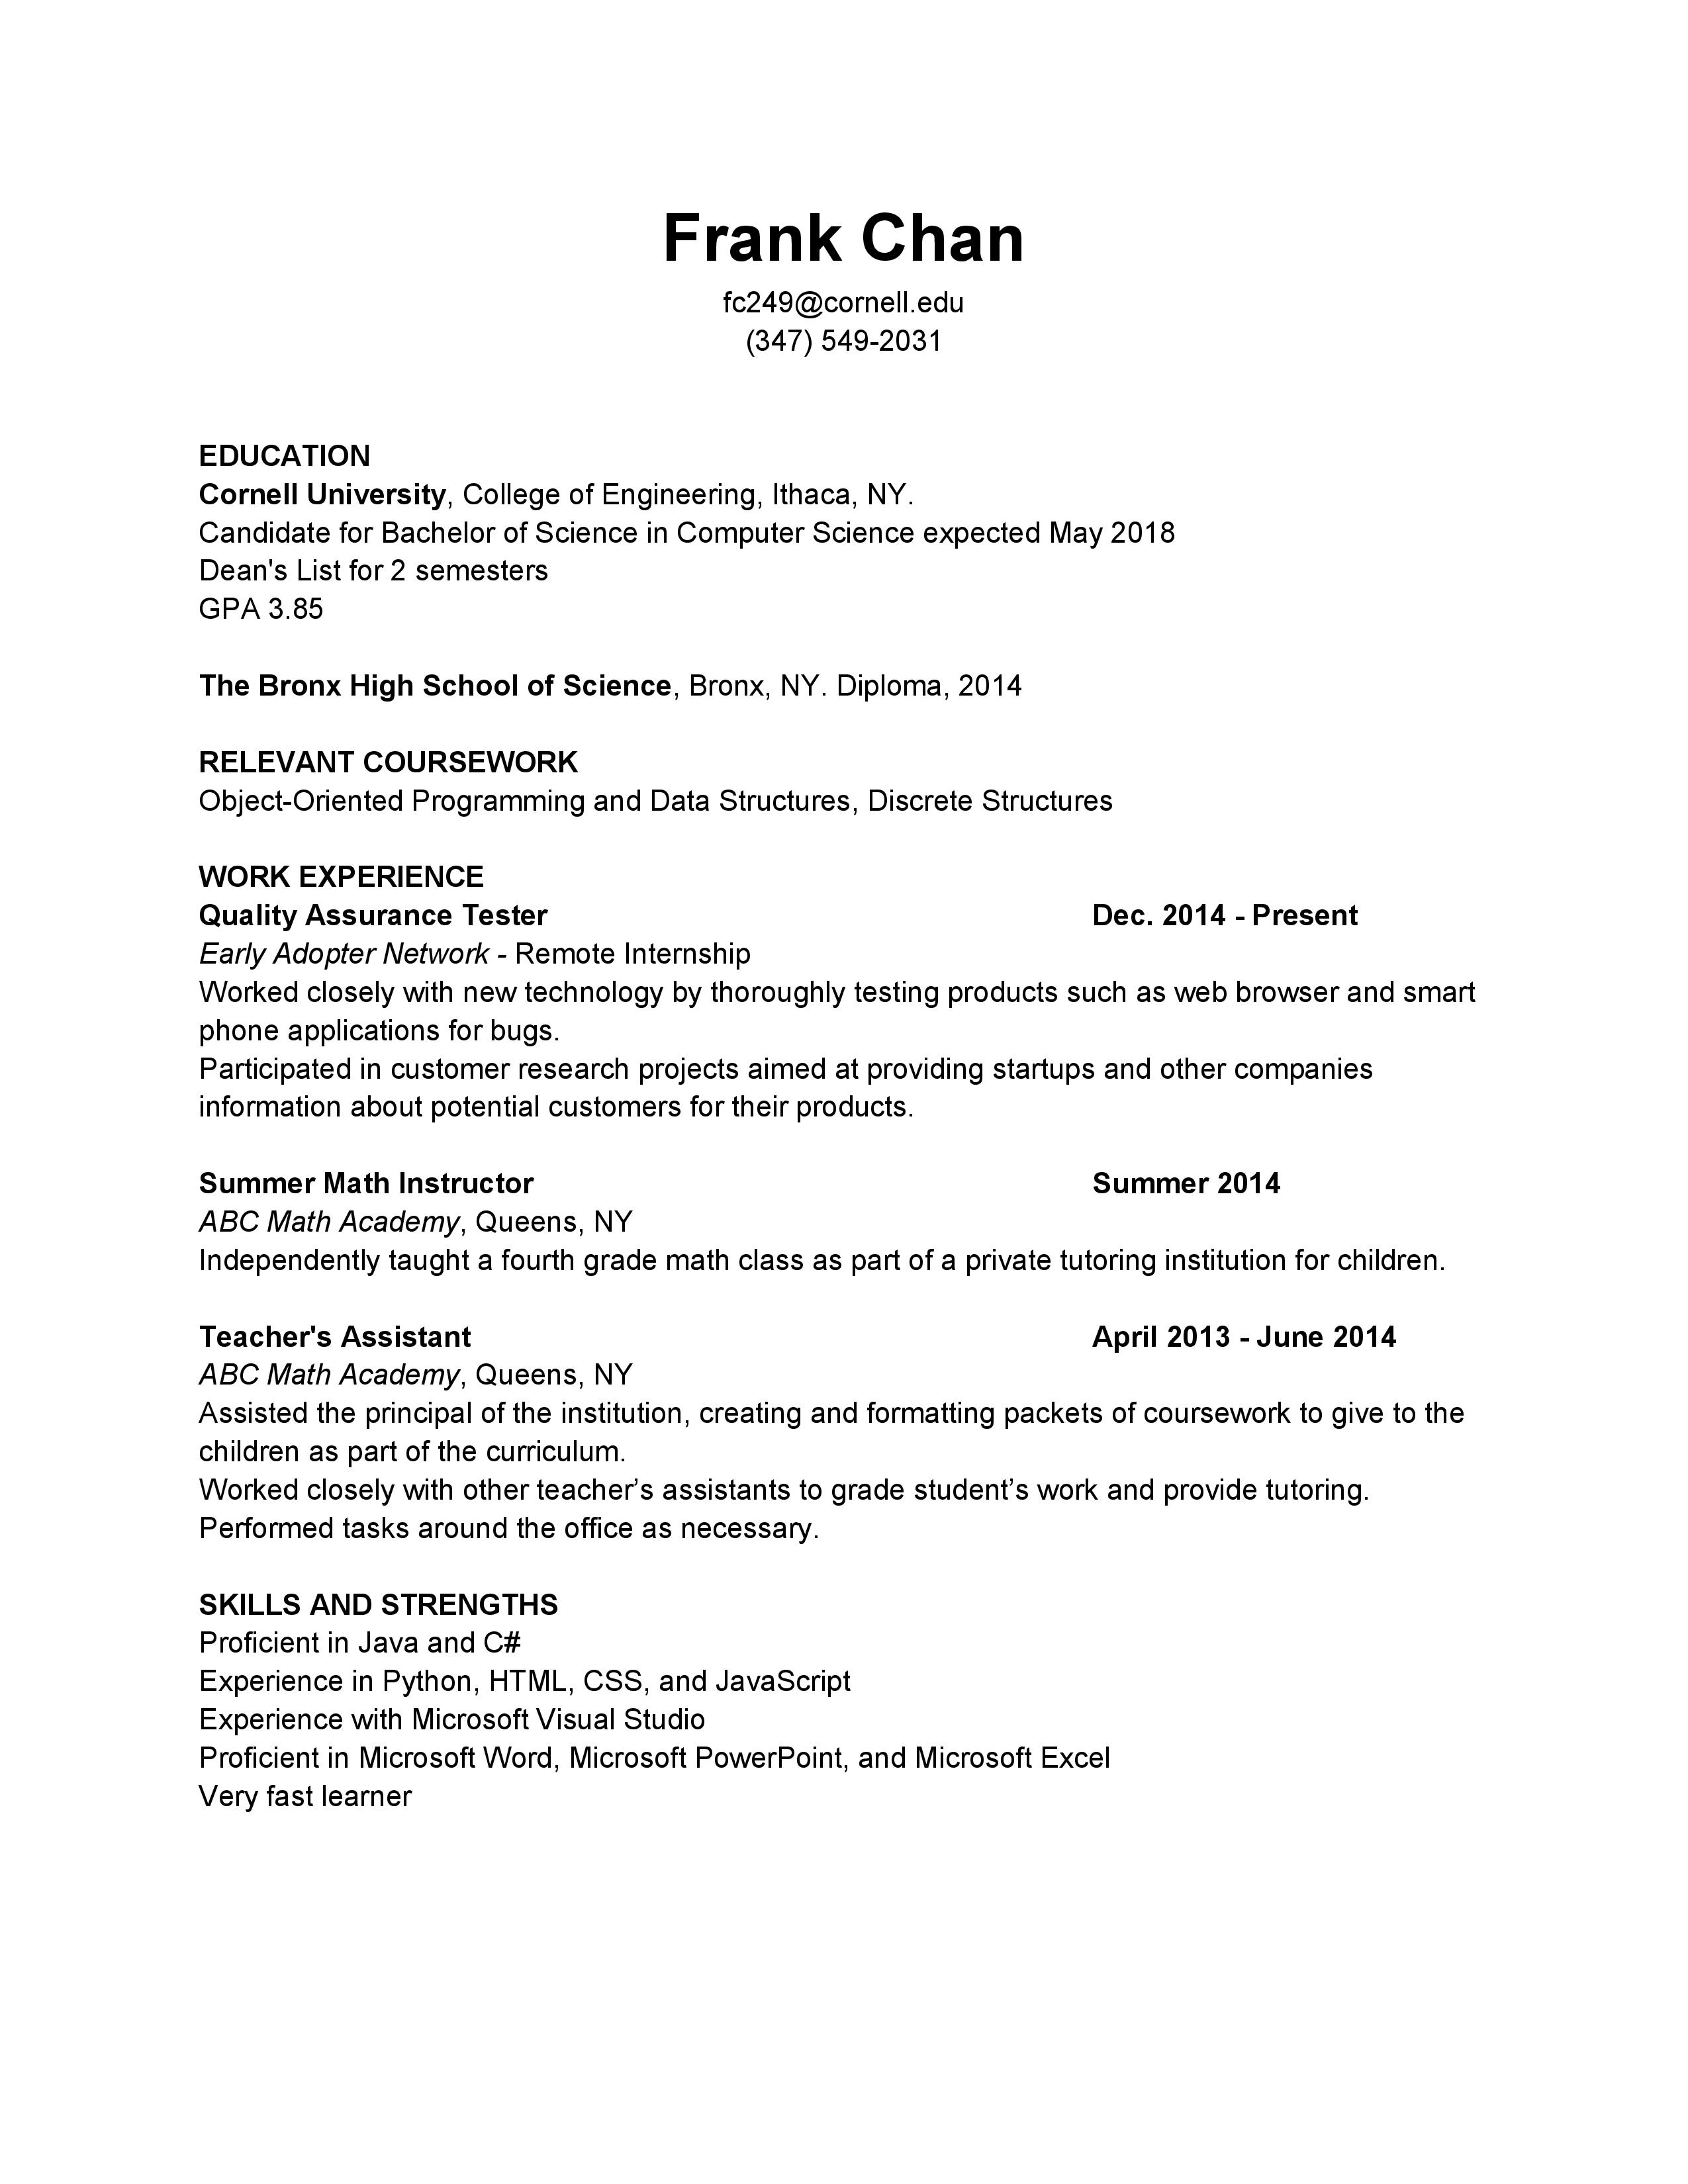 Frank Chan
fc249@cornell.edu
(347) 549-2031
EDUCATION
Cornell University, College of Engineering, Ithaca, NY.
Candidate for Bachelor of Science in Computer Science expected May 2018
Dean's List for 2 semesters
GPA 3.85
The Bronx High School of Science, Bronx, NY. Diploma, 2014
RELEVANT COURSEWORK
Object-Oriented Programming and Data Structures, Discrete Structures
WORK EXPERIENCE
Quality Assurance Tester Dec. 2014 - Present
Early Adopter Network - Remote Internship
Worked closely with new technology by thoroughly testing products such as web browser and smart
phone applications for bugs.
Participated in customer research projects aimed at providing startups and other companies
information about potential customers for their products.
Summer Math Instructor Summer 2014
ABC Math Academy, Queens, NY
Independently taught a fourth grade math class as part of a private tutoring institution for children.
Teacher's Assistant April 2013 - June 2014
ABC Math Academy, Queens, NY
Assisted the principal of the institution, creating and formatting packets of coursework to give to the
children as part of the curriculum.
Worked closely with other teacher’s assistants to grade student’s work and provide tutoring.
Performed tasks around the office as necessary.
SKILLS AND STRENGTHS
Proficient in Java and C#
Experience in Python, HTML, CSS, and JavaScript
Experience with Microsoft Visual Studio
Proficient in Microsoft Word, Microsoft PowerPoint, and Microsoft Excel
Very fast learner